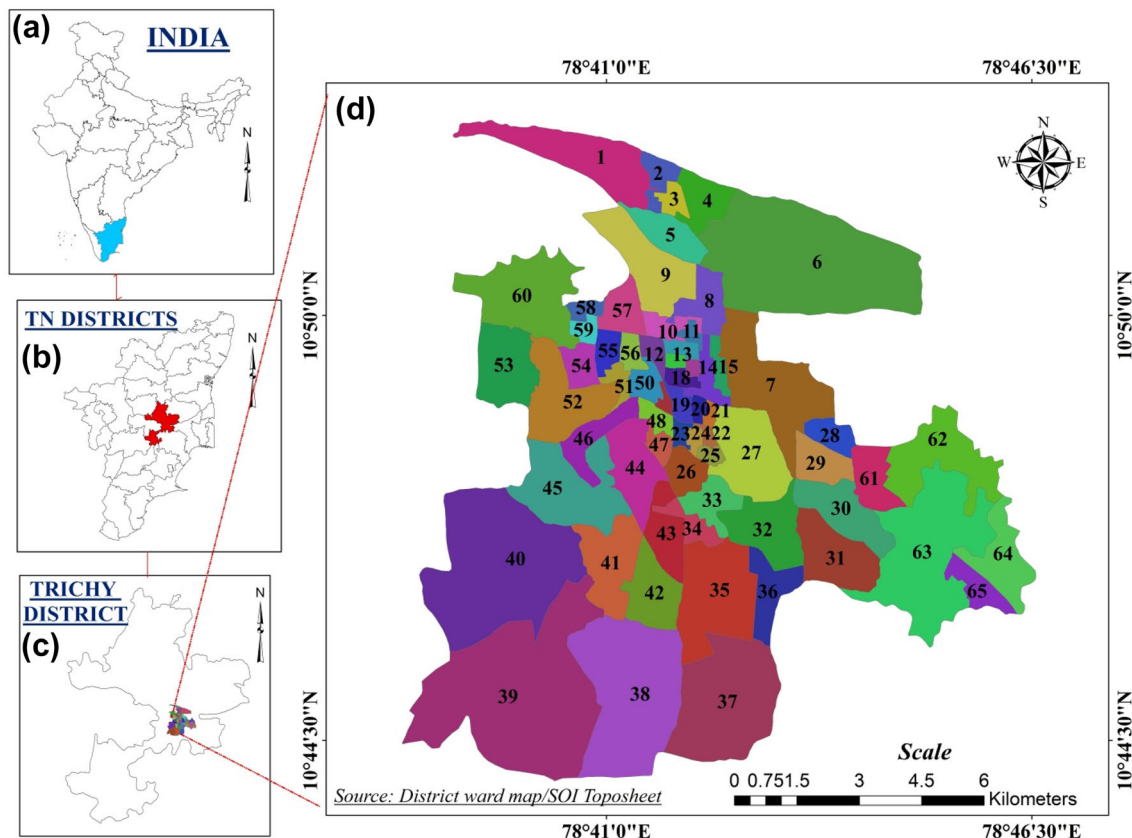 (a)
INDIA
N
(b)
TN DISTRICTS
N
(c)
TRICHY
DISTRICT
N
(d)
78°41'0"E
78°46'30"E
N
W E
S
10°50'0"N
10°50'0"N
10°44'30"N
10°44'30"N
1
2
3
4
5
6
9
8
60
58
57
59
10 11
53
54
55
56
12
13
14 15
7
18
52
51
50
19 20 21
48
23 24 22
46
47
25
27
28
29
62
61
26
44
45
33
30
34
32
43
40
41
31
63
64
42
35
36
65
39
38
37
Scale
0 0.75 1.5 3 4.5 6
Kilometers
Source: District ward map/SOI Toposheet
78°41'0"E
78°46'30"E